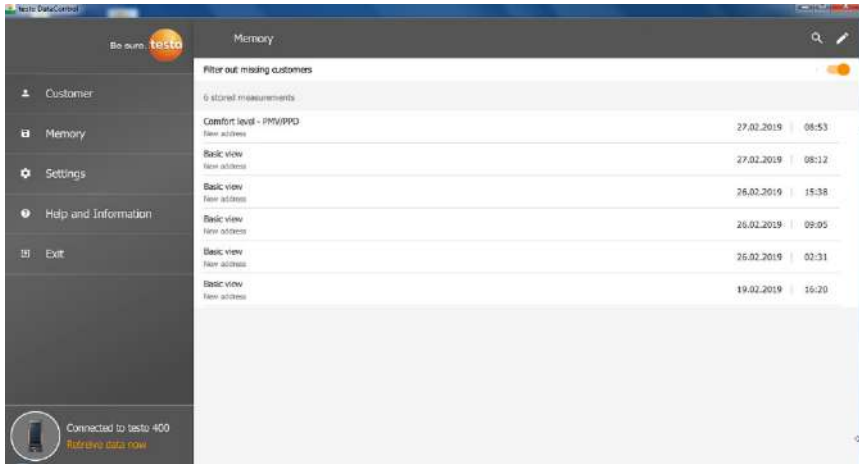 testo DataControl
Be sure. testo
Memory
Filter out missing customers
6 stored measurements
Customer
Memory
Settings
Help and Information
Exit
Comfort level - PMV/PPD
New address
27.02.2019 08:53
Basic view
New address
27.02.2019 08:12
Basic view
New address
26.02.2019 15:38
Basic view
New address
26.02.2019 09:05
Basic view
New address
26.02.2019 02:31
Basic view
New address
19.02.2019 16:20
Connected to testo 400
Retreive data now